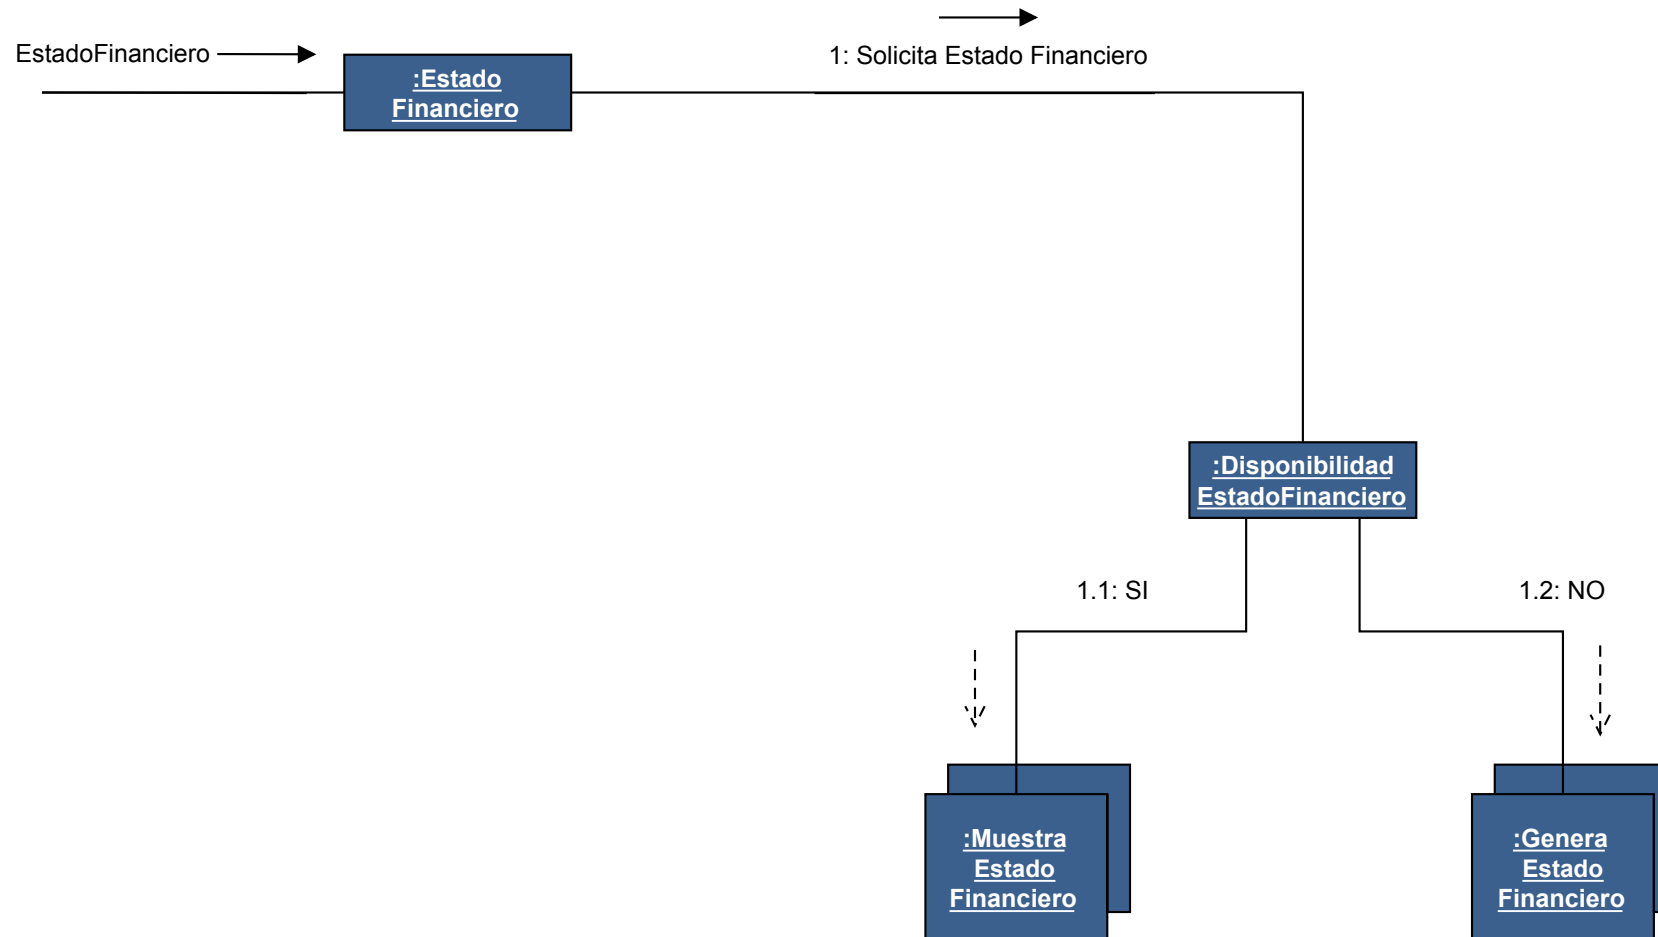 EstadoFinanciero
1: Solicita Estado Financiero
:Estado
Financiero
:Disponibilidad
EstadoFinanciero
1.1: SI
1.2: NO
:Muestra
Estado
Financiero
:Genera
Estado
Financiero